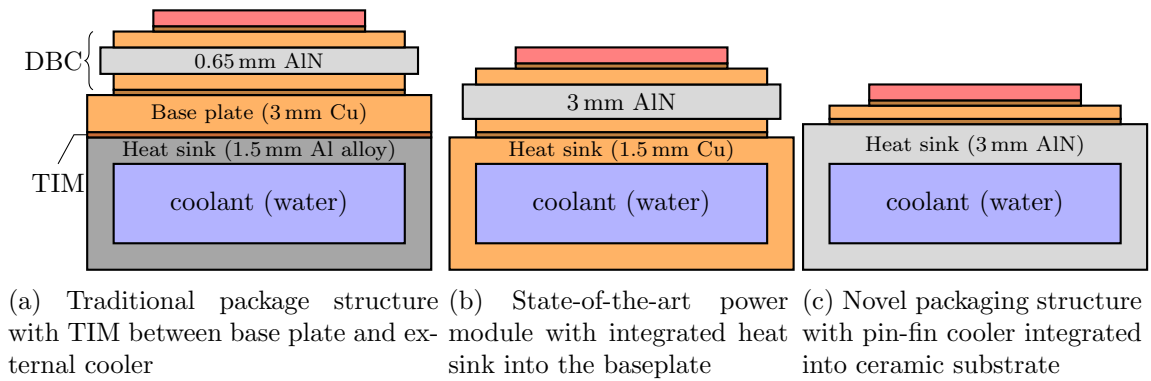 DBC
0.65 mm AlN
Base plate (3 mm Cu)
TIM
Heat sink (1.5 mm Al alloy)
coolant (water)
3 mm AlN
Heat sink (1.5 mm Cu)
coolant (water)
Heat sink (3 mm AlN)
coolant (water)
(a) Traditional package structure
with TIM between base plate and ex-
ternal cooler
(b) State-of-the-art power
module with integrated heat
sink into the baseplate
(c) Novel packaging structure
with pin-fin cooler integrated
into ceramic substrate